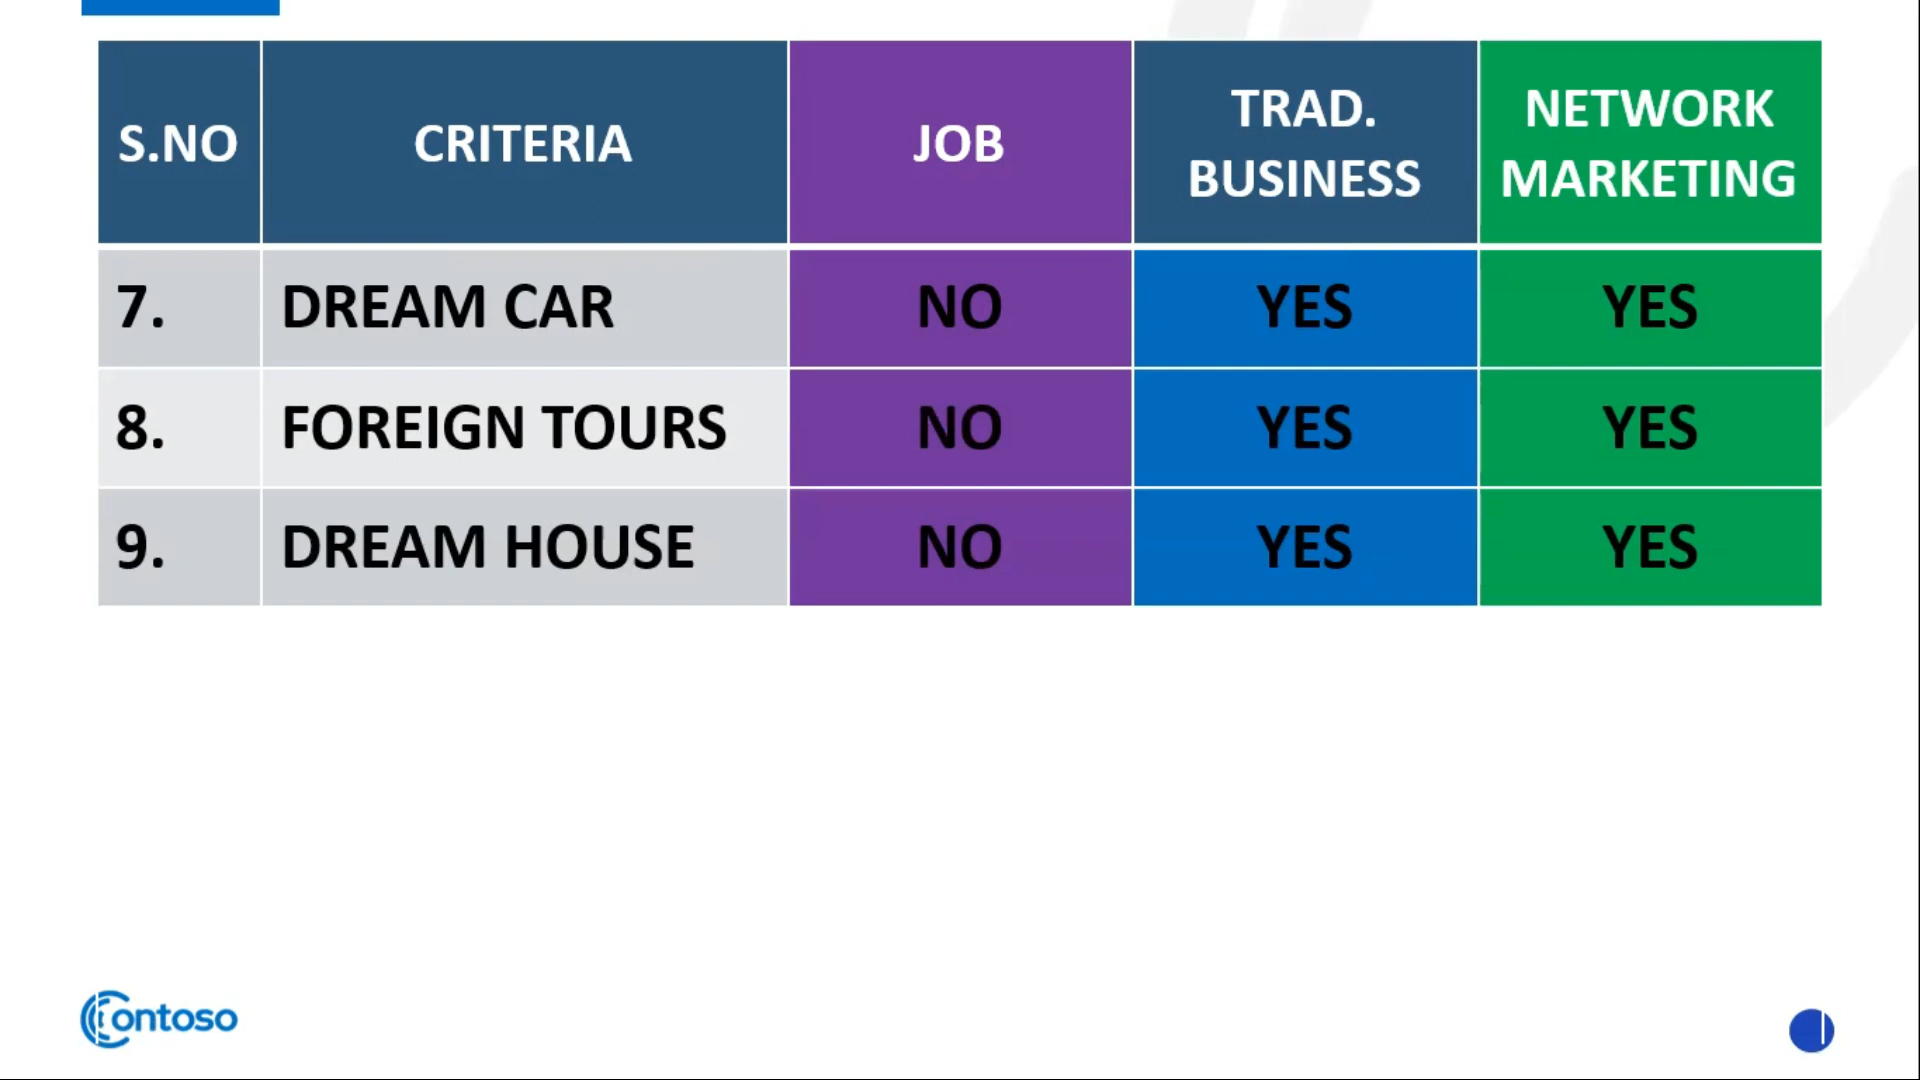 S.NO CRITERIA JOB TRAD. BUSINESS NETWORK MARKETING
7. DREAM CAR NO YES YES
8. FOREIGN TOURS NO YES YES
9. DREAM HOUSE NO YES YES
Contoso